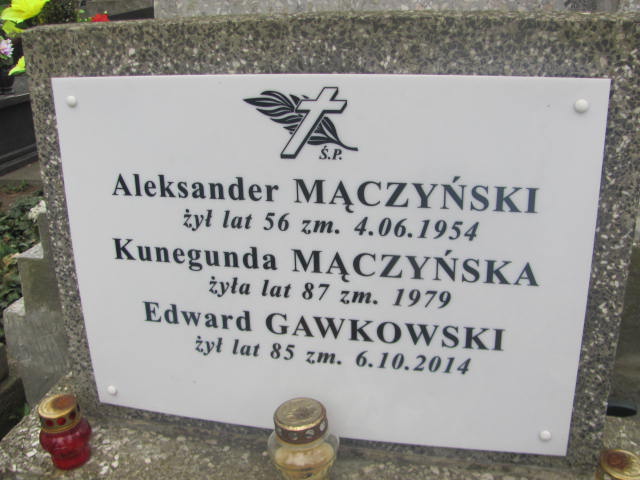 Ś.P.
Aleksander MĄCZYŃSKI
żył lat 56 zm. 4.06.1954
Kunegunda MĄCZYŃSKA
żyła lat 87 zm. 1979
Edward GAWKOWSKI
żył lat 85 zm. 6.10.2014